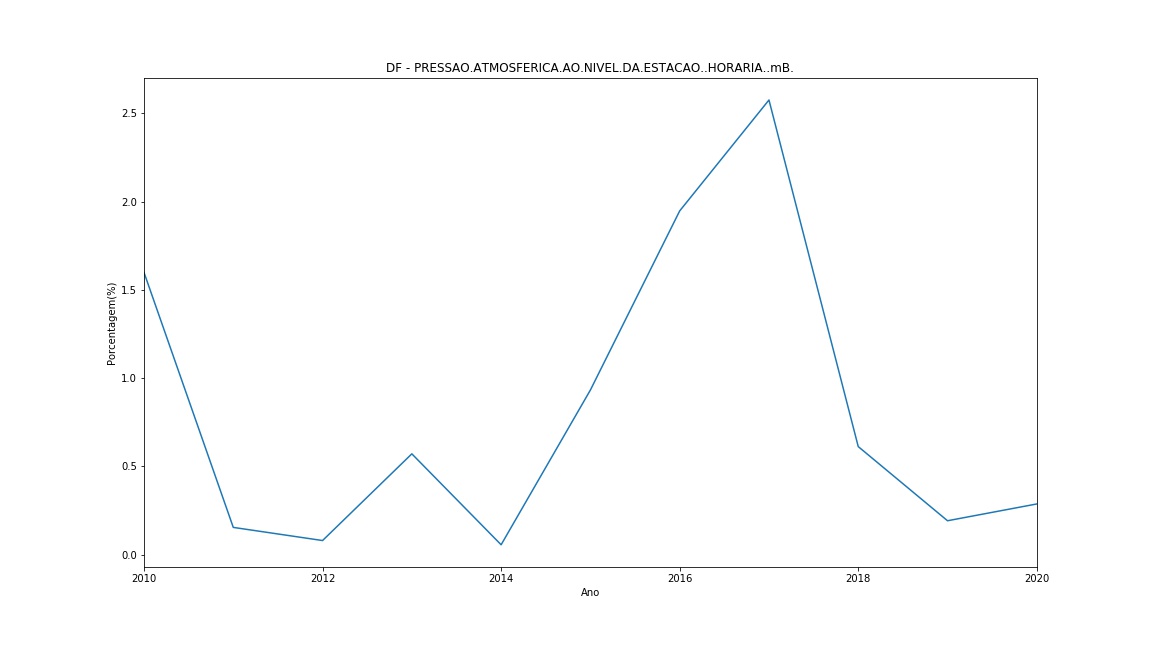 DF - PRESSAO.ATMOSFERICA.AO.NIVEL.DA.ESTACAO..HORARIA..mB.
2.5
2.0
1.5
1.0
0.5
0.0
Porcentagem(%)
2010 2012 2014 2016 2018 2020
Ano